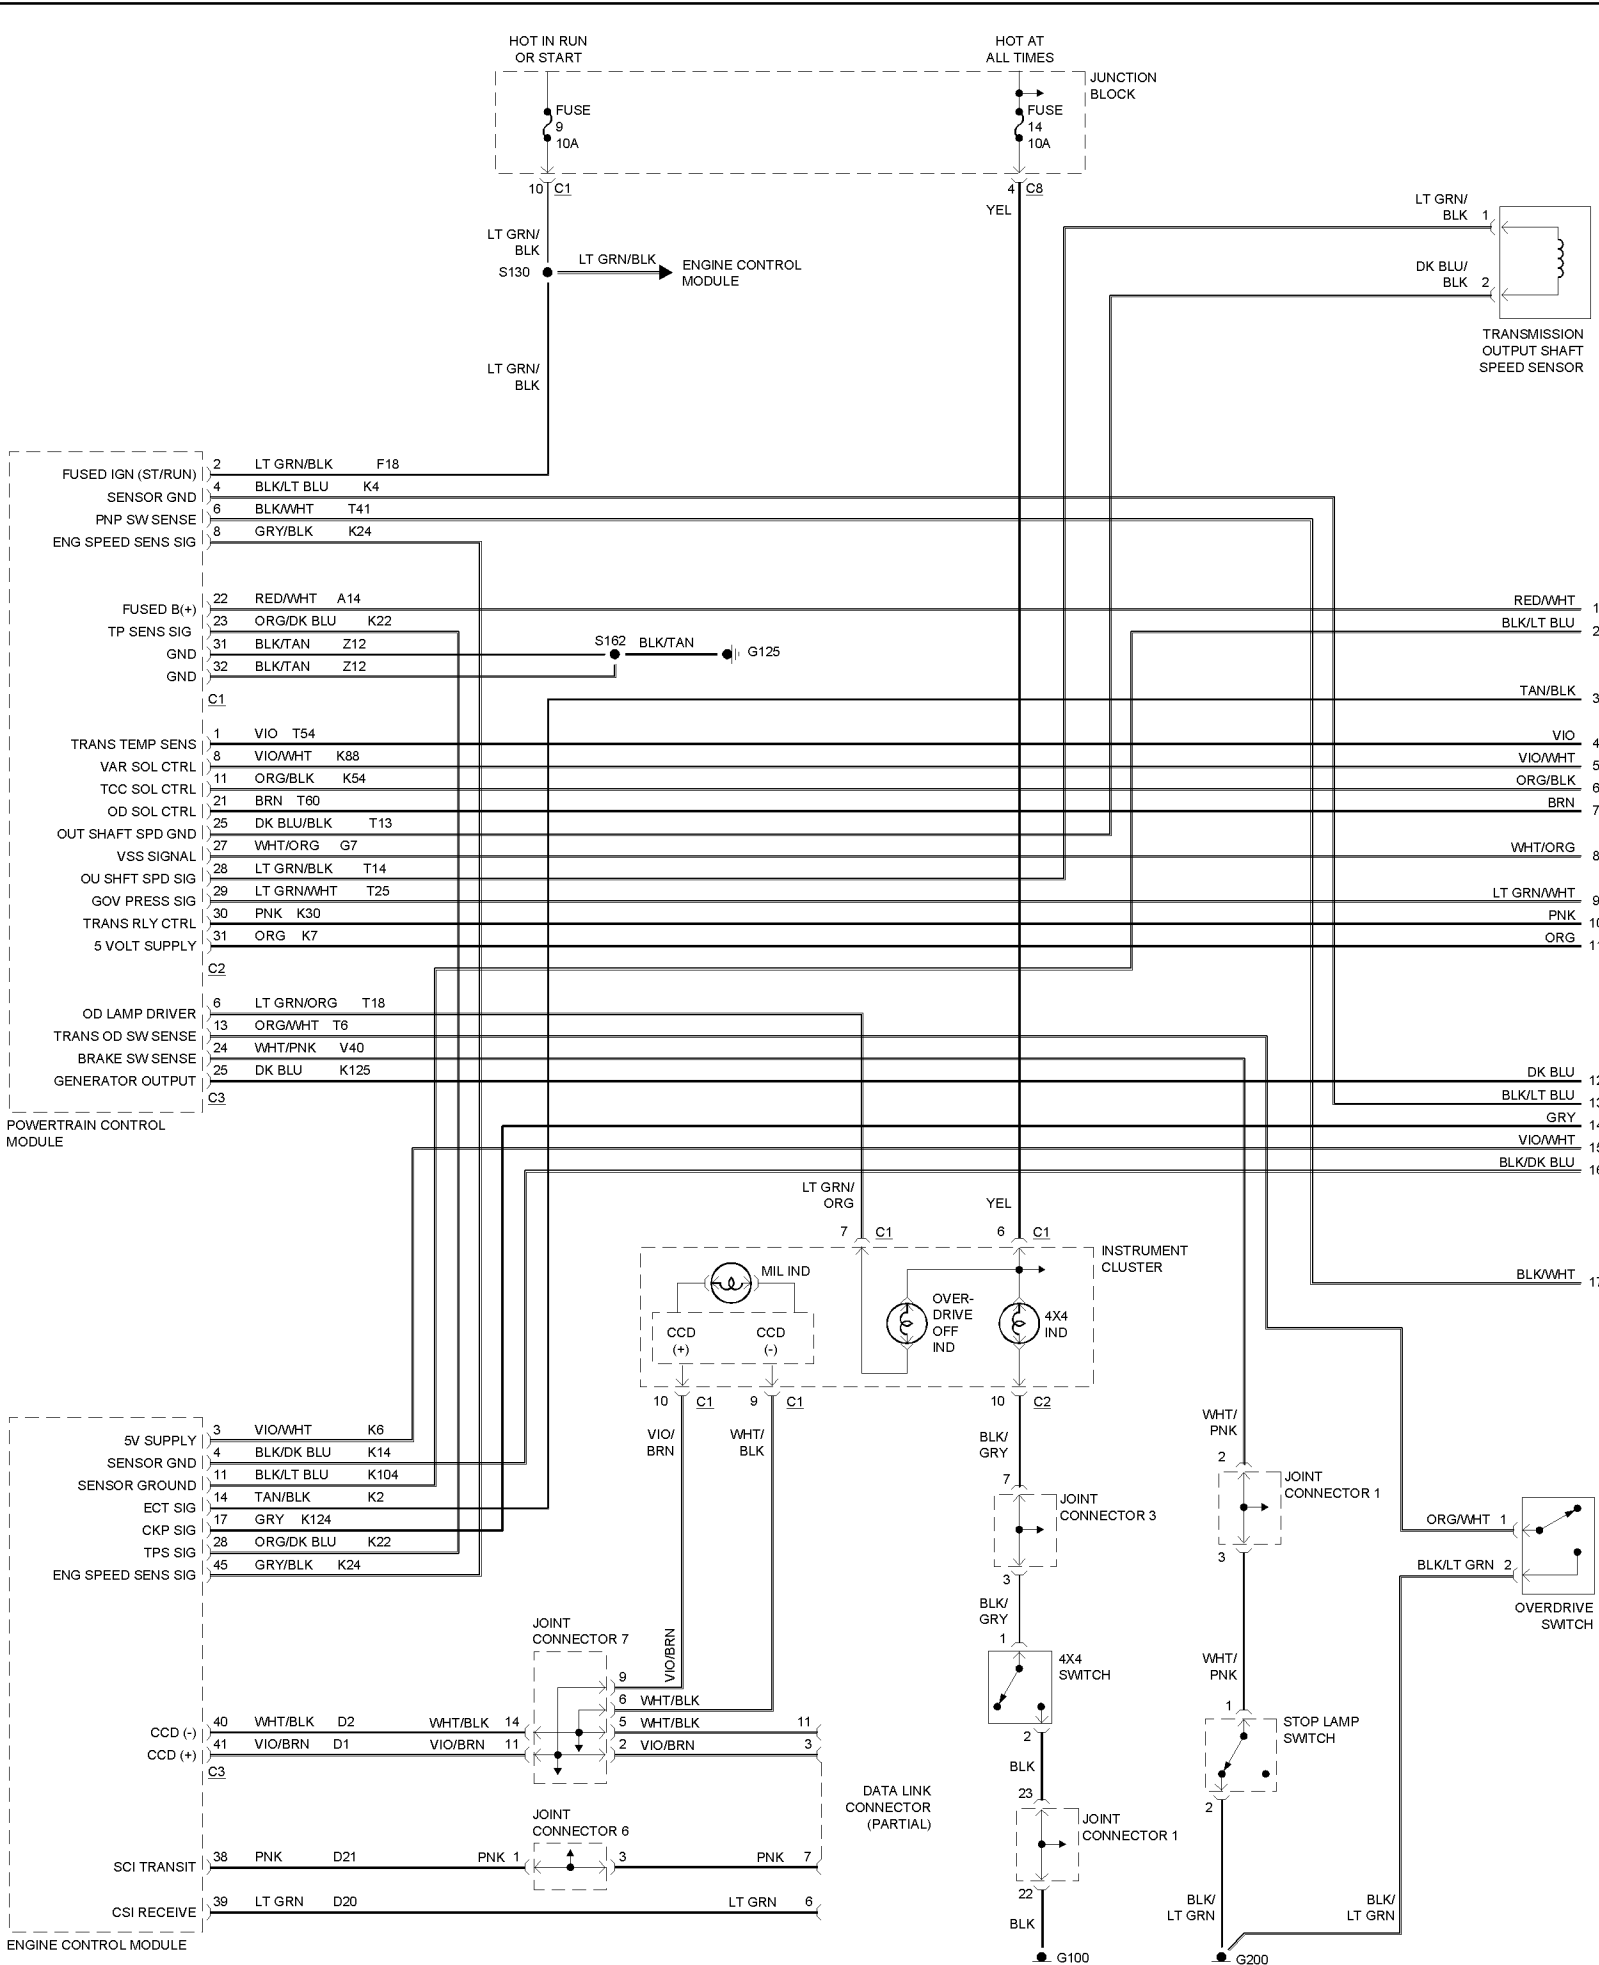 HOT IN RUN
OR START
HOT AT
ALL TIMES
JUNCTION
BLOCK
FUSE
9
10A
FUSE
14
10A
10 C1
4 C8
YEL
LT GRN/
BLK
S130
LT GRN/BLK
ENGINE CONTROL
MODULE
LT GRN/
BLK
LT GRN/
BLK 1
DK BLU/
BLK 2
TRANSMISSION
OUTPUT SHAFT
SPEED SENSOR
FUSED IGN (ST/RUN) 2 LT GRN/BLK F18
SENSOR GND 4 BLK/LT BLU K4
PNP SW SENSE 6 BLK/WHT T41
ENG SPEED SENS SIG 8 GRY/BLK K24
FUSED B(+) 22 RED/WHT A14
TP SENS SIG 23 ORG/DK BLU K22
GND 31 BLK/TAN Z12
GND 32 BLK/TAN Z12
C1
S162 BLK/TAN G125
TRANS TEMP SENS 1 VIO T54
VAR SOL CTRL 8 VIO/WHT K88
TCC SOL CTRL 11 ORG/BLK K54
OD SOL CTRL 21 BRN T60
OUT SHAFT SPD GND 25 DK BLU/BLK T13
VSS SIGNAL 27 WHT/ORG G7
OU SHFT SPD SIG 28 LT GRN/BLK T14
GOV PRESS SIG 29 LT GRN/WHT T25
TRANS RLY CTRL 30 PNK K30
5 VOLT SUPPLY 31 ORG K7
C2
OD LAMP DRIVER 6 LT GRN/ORG T18
TRANS OD SW SENSE 13 ORG/WHT T6
BRAKE SW SENSE 24 WHT/PNK V40
GENERATOR OUTPUT 25 DK BLU K125
C3
POWERTRAIN CONTROL
MODULE
RED/WHT 1
BLK/LT BLU 2
TAN/BLK 3
VIO 4
VIO/WHT 5
ORG/BLK 6
BRN 7
WHT/ORG 8
LT GRN/WHT 9
PNK 10
ORG 11
DK BLU 12
BLK/LT BLU 13
GRY 14
VIO/WHT 15
BLK/DK BLU 16
BLK/WHT 17
LT GRN/
ORG
YEL
7 C1
6 C1
INSTRUMENT
CLUSTER
MIL IND
CCD
(+)
CCD
(-)
OVER-
DRIVE
OFF
IND
4X4
IND
10 C1
9 C1
10 C2
VIO/
BRN
WHT/
BLK
BLK/
GRY
7
JOINT
CONNECTOR 3
3
BLK/
GRY
1
4X4
SWITCH
2
BLK
23
JOINT
CONNECTOR 1
22
BLK
G100
WHT/
PNK
2
JOINT
CONNECTOR 1
3
WHT/
PNK
1
STOP LAMP
SWITCH
2
BLK/
LT GRN
BLK/
LT GRN
G200
ORG/WHT 1
BLK/LT GRN 2
OVERDRIVE
SWITCH
5V SUPPLY 3 VIO/WHT K6
SENSOR GND 4 BLK/DK BLU K14
SENSOR GROUND 11 BLK/LT BLU K104
ECT SIG 14 TAN/BLK K2
CKP SIG 17 GRY K124
TPS SIG 28 ORG/DK BLU K22
ENG SPEED SENS SIG 45 GRY/BLK K24
JOINT
CONNECTOR 7
VIO/BRN
9
6 WHT/BLK
CCD (-) 40 WHT/BLK D2 WHT/BLK 14 5 WHT/BLK 11
CCD (+) 41 VIO/BRN D1 VIO/BRN 11 2 VIO/BRN 3
C3
DATA LINK
CONNECTOR
(PARTIAL)
JOINT
CONNECTOR 6
SCI TRANSIT 38 PNK D21 PNK 1 3 PNK 7
CSI RECEIVE 39 LT GRN D20 LT GRN 6
ENGINE CONTROL MODULE